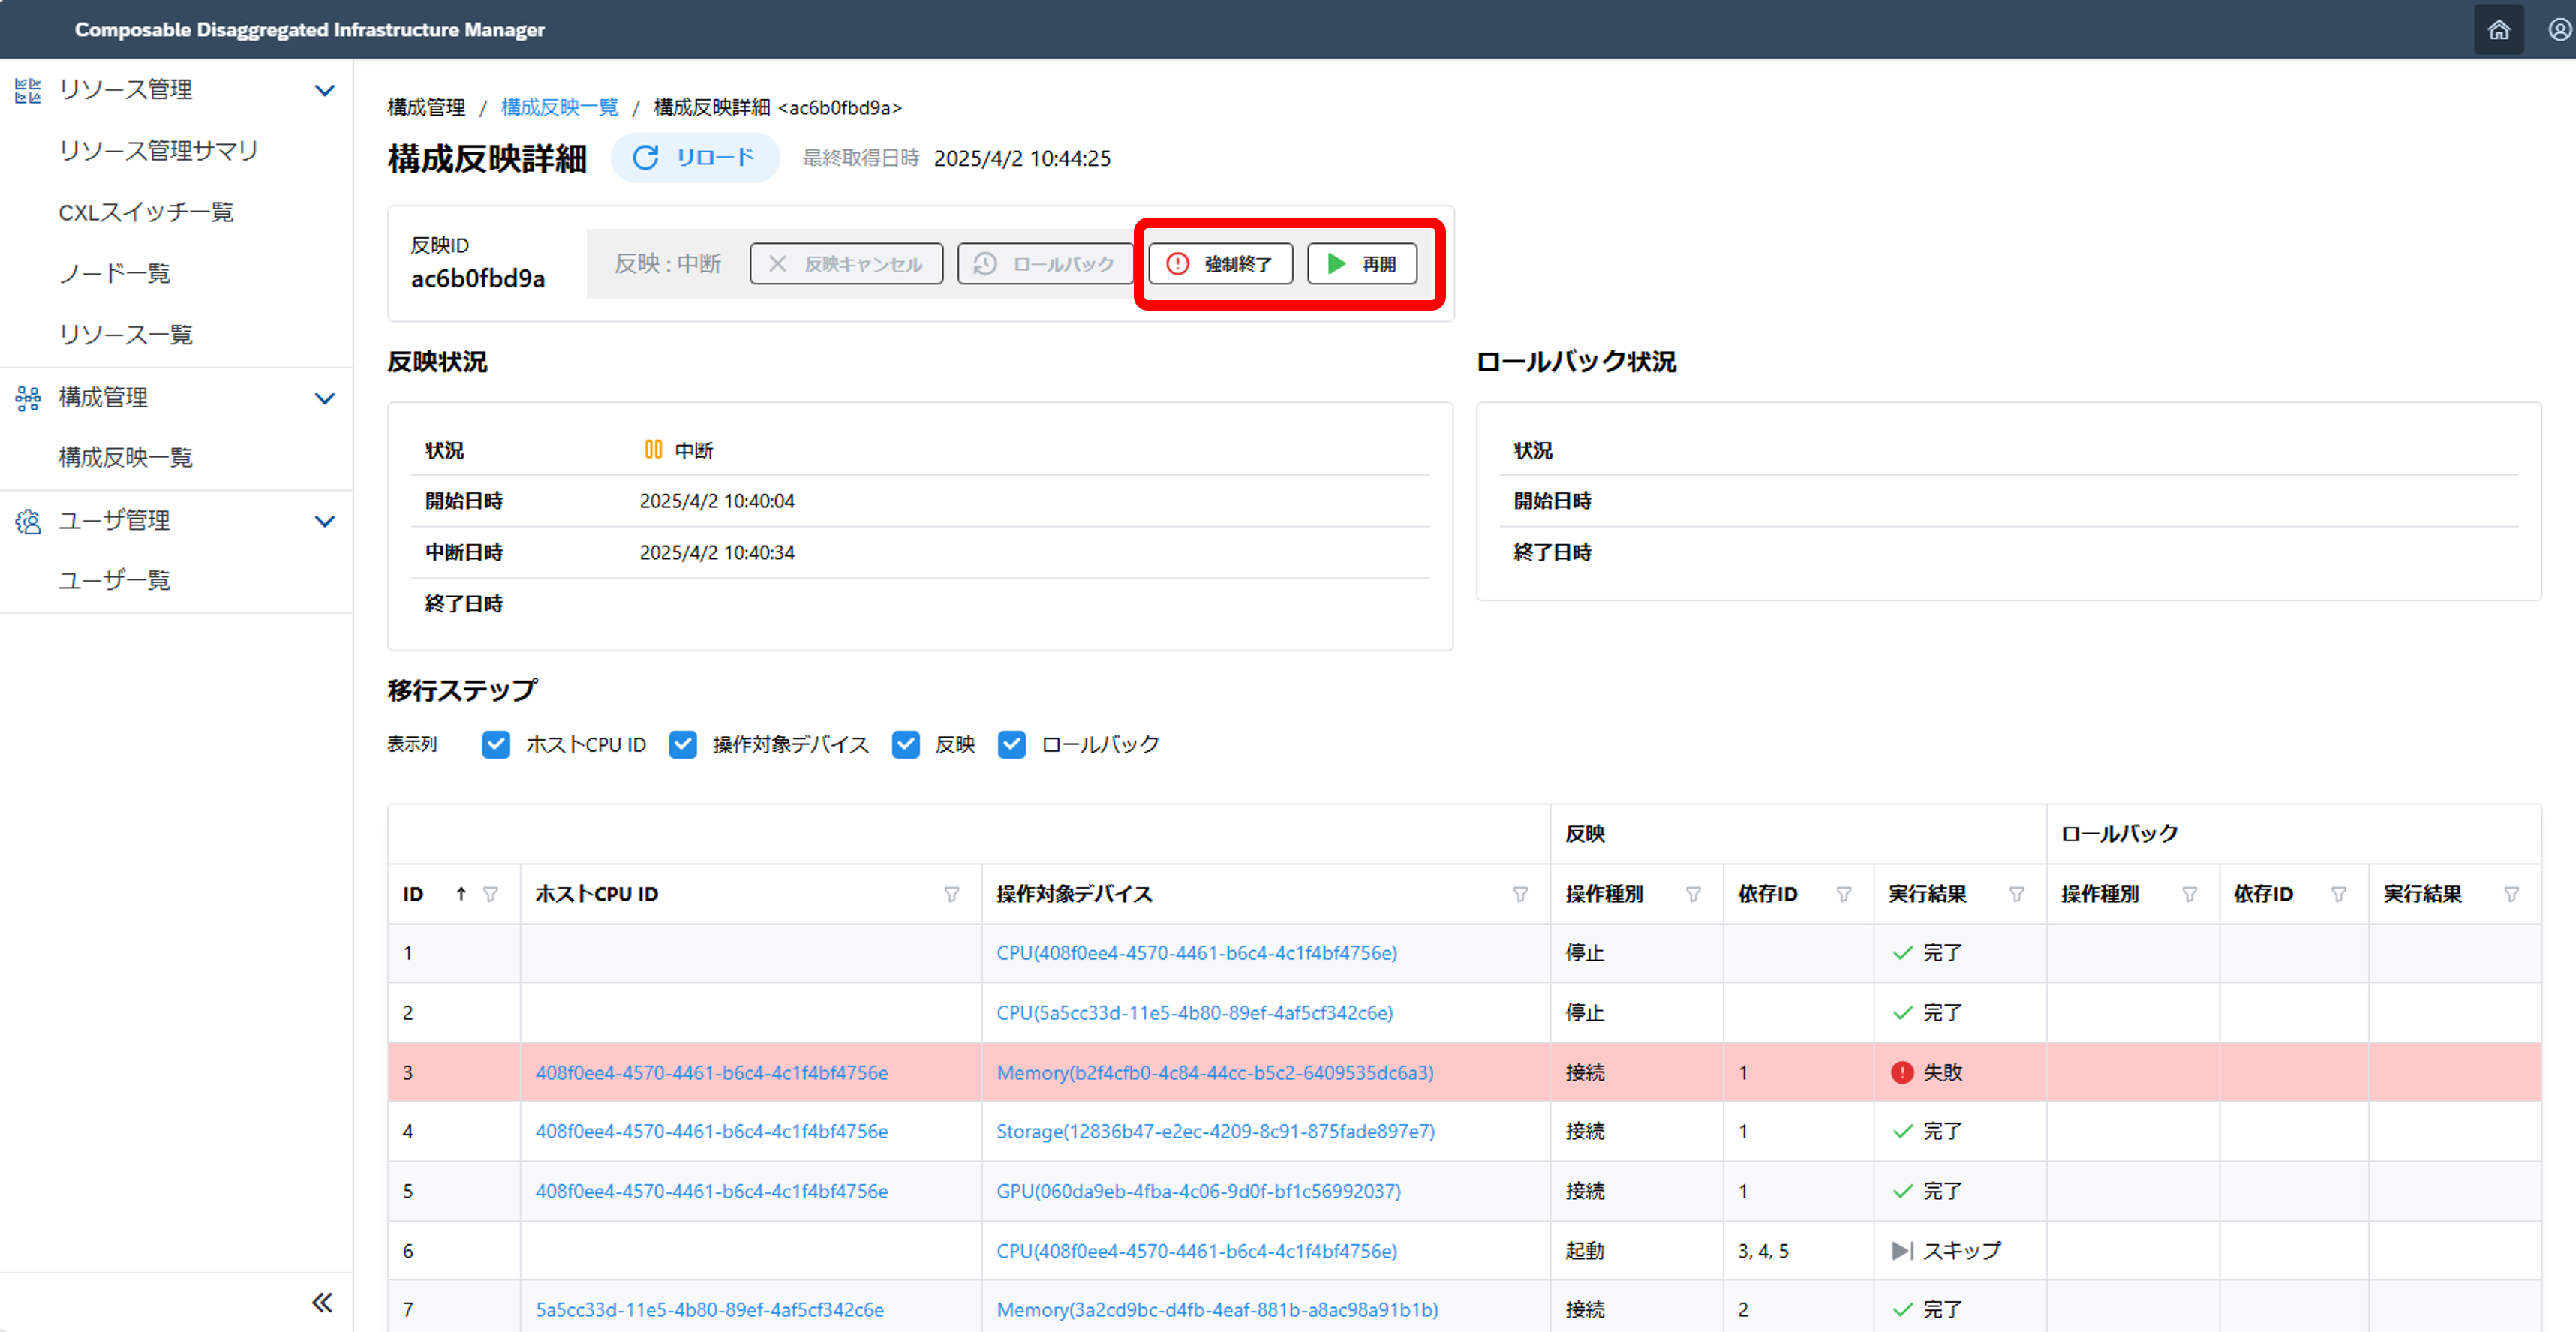 Composable Disaggregated Infrastructure Manager
リソース管理
リソース管理サマリ
CXLスイッチ一覧
ノード一覧
リソース一覧
構成管理
構成反映一覧
ユーザ管理
ユーザ一覧
構成管理 / 構成反映一覧 / 構成反映詳細 <ac6b0fbd9a>
構成反映詳細 リロード 最終取得日時 2025/4/2 10:44:25
反映ID
ac6b0fbd9a
反映 : 中断 反映キャンセル ロールバック 強制終了 再開
反映状況
状況 中断
開始日時 2025/4/2 10:40:04
中断日時 2025/4/2 10:40:34
終了日時
ロールバック状況
状況
開始日時
終了日時
移行ステップ
表示列 ホストCPU ID 操作対象デバイス 反映 ロールバック
反映 ロールバック
ID ホストCPU ID 操作対象デバイス 操作種別 依存ID 実行結果 操作種別 依存ID 実行結果
1 CPU(408f0ee4-4570-4461-b6c4-4c1f4bf4756e) 停止 完了
2 CPU(5a5cc33d-11e5-4b80-89ef-4af5cf342c6e) 停止 完了
3 408f0ee4-4570-4461-b6c4-4c1f4bf4756e Memory(b2f4cfb0-4c84-44cc-b5c2-6409535dc6a3) 接続 1 失敗
4 408f0ee4-4570-4461-b6c4-4c1f4bf4756e Storage(12836b47-e2ec-4209-8c91-875fade897e7) 接続 1 完了
5 408f0ee4-4570-4461-b6c4-4c1f4bf4756e GPU(060da9eb-4fba-4c06-9d0f-bf1c56992037) 接続 1 完了
6 CPU(408f0ee4-4570-4461-b6c4-4c1f4bf4756e) 起動 3, 4, 5 スキップ
7 5a5cc33d-11e5-4b80-89ef-4af5cf342c6e Memory(3a2cd9bc-d4fb-4eaf-881b-a8ac98a91b1b) 接続 2 完了